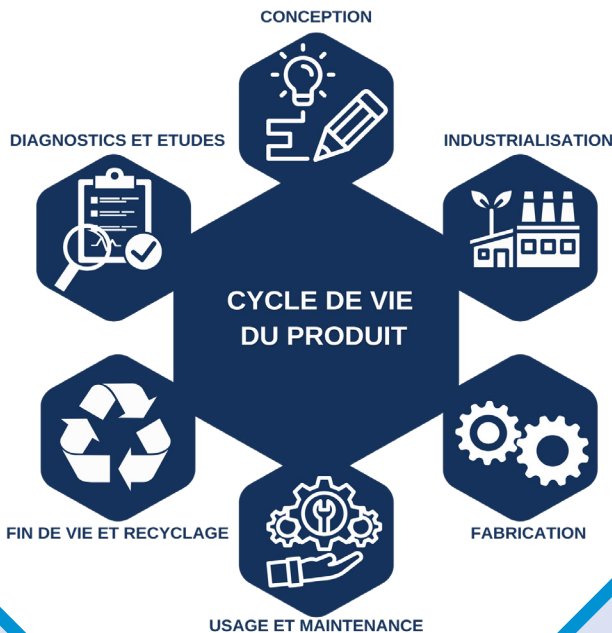 CONCEPTION
DIAGNOSTICS ET ETUDES
INDUSTRIALISATION
CYCLE DE VIE
DU PRODUIT
FIN DE VIE ET RECYCLAGE
FABRICATION
USAGE ET MAINTENANCE